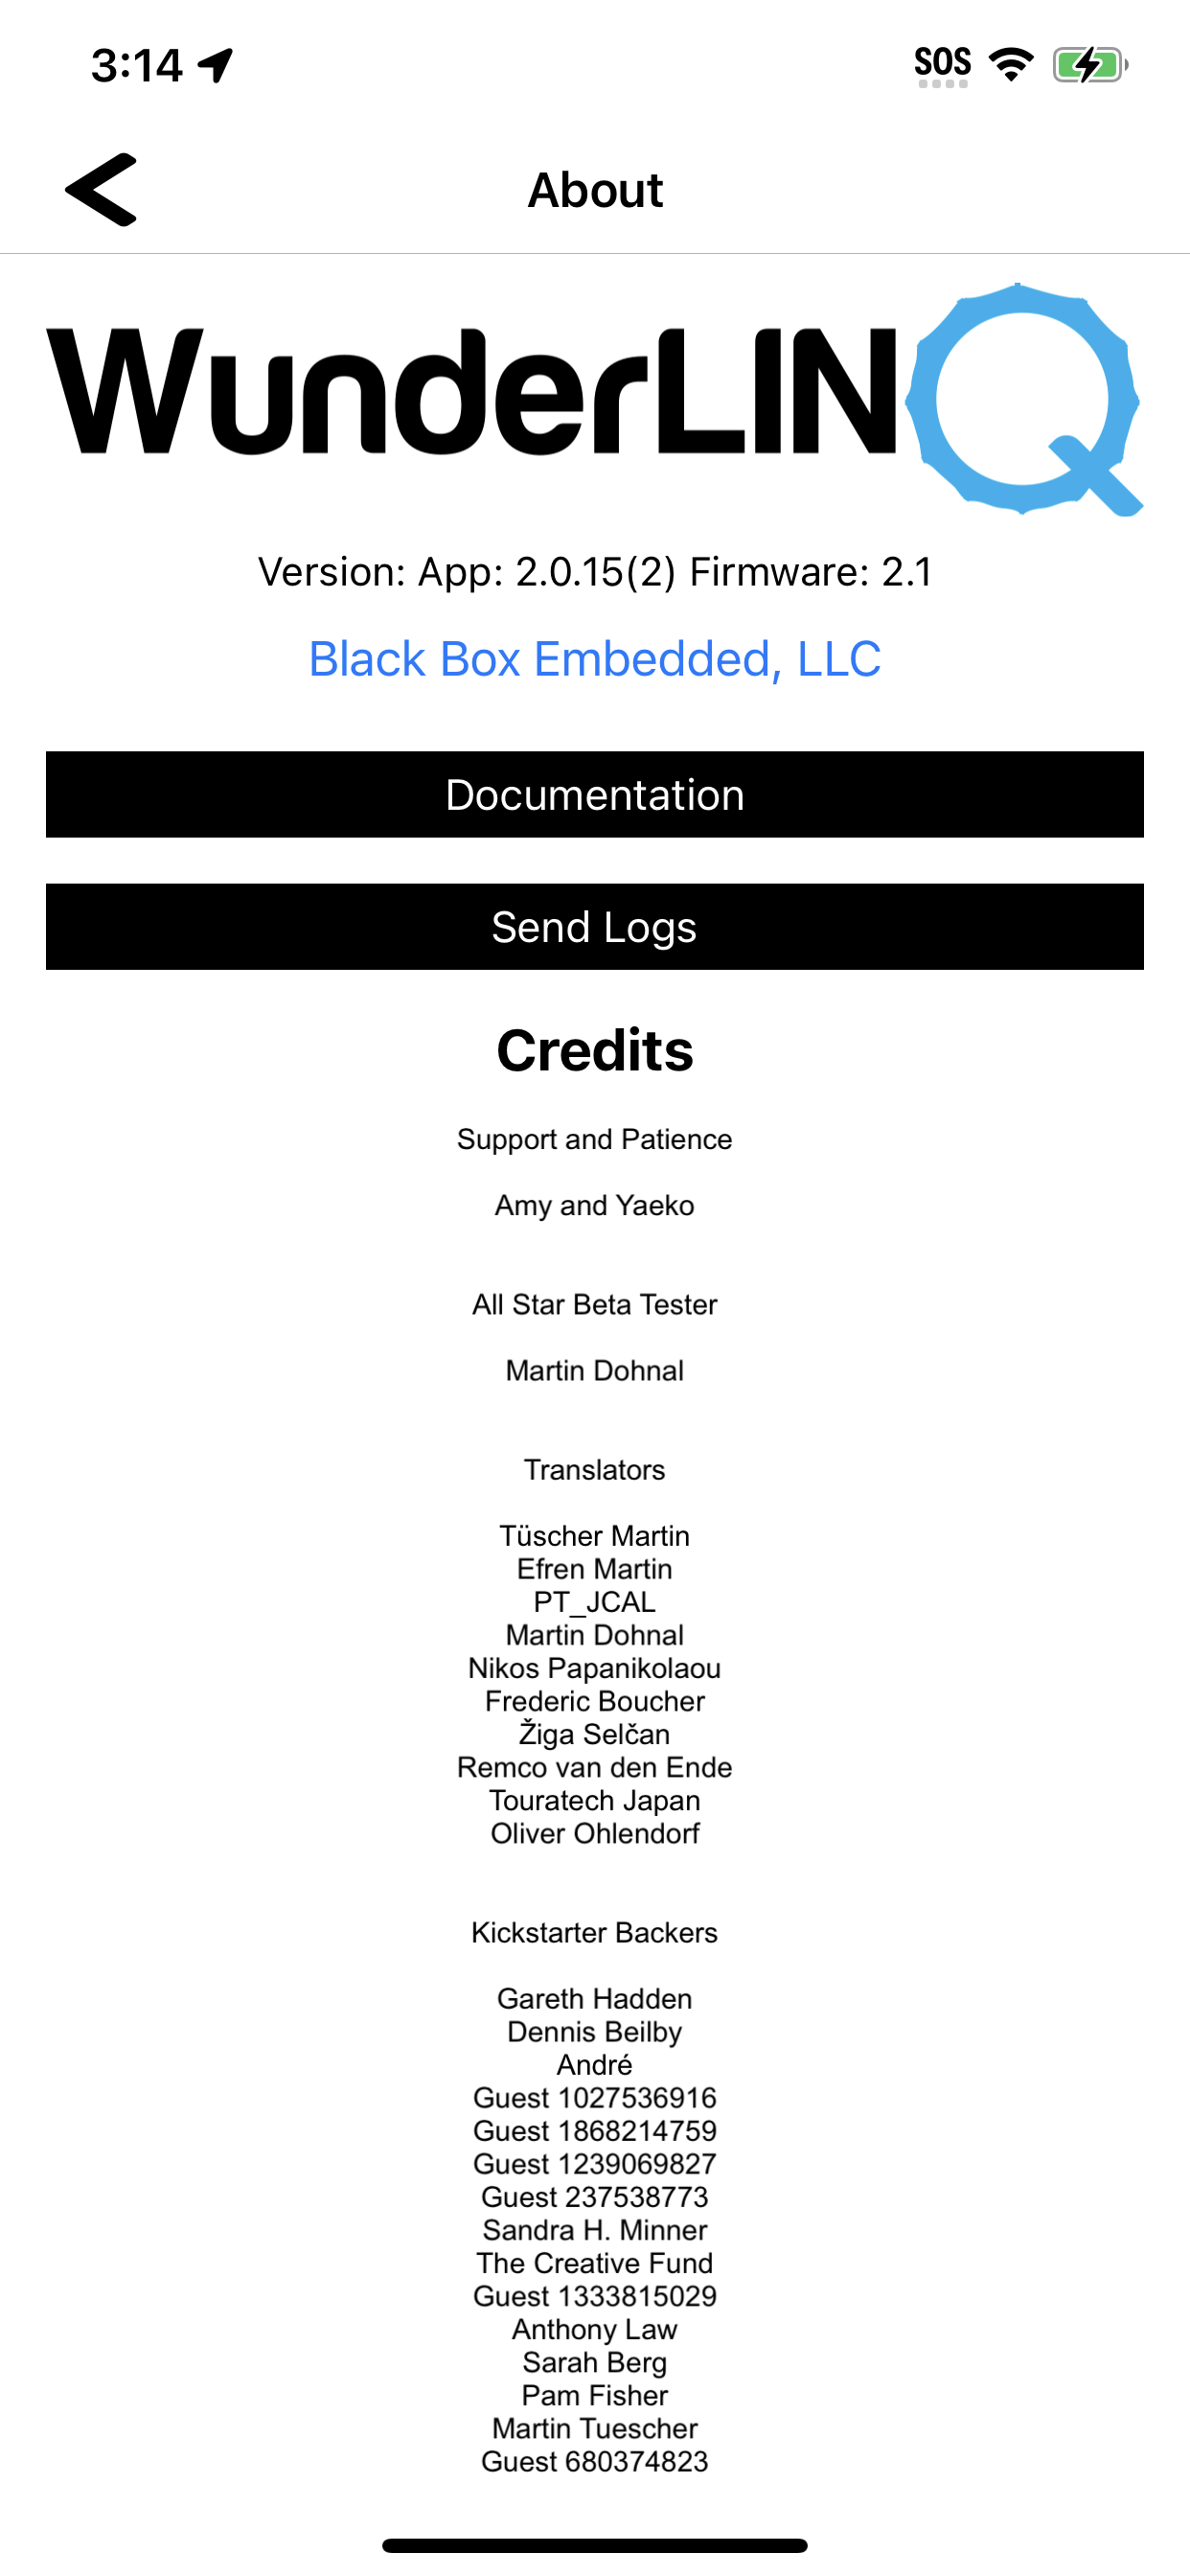 3:14
SOS
About
WunderLINQ
Version: App: 2.0.15(2) Firmware: 2.1
Black Box Embedded, LLC
Documentation
Send Logs
Credits
Support and Patience
Amy and Yaeko
All Star Beta Tester
Martin Dohnal
Translators
Tüscher Martin
Efren Martin
PT_JCAL
Martin Dohnal
Nikos Papanikolaou
Frederic Boucher
Žiga Selčan
Remco van den Ende
Touratech Japan
Oliver Ohlendorf
Kickstarter Backers
Gareth Hadden
Dennis Beilby
André
Guest 1027536916
Guest 1868214759
Guest 1239069827
Guest 237538773
Sandra H. Minner
The Creative Fund
Guest 1333815029
Anthony Law
Sarah Berg
Pam Fisher
Martin Tuescher
Guest 680374823